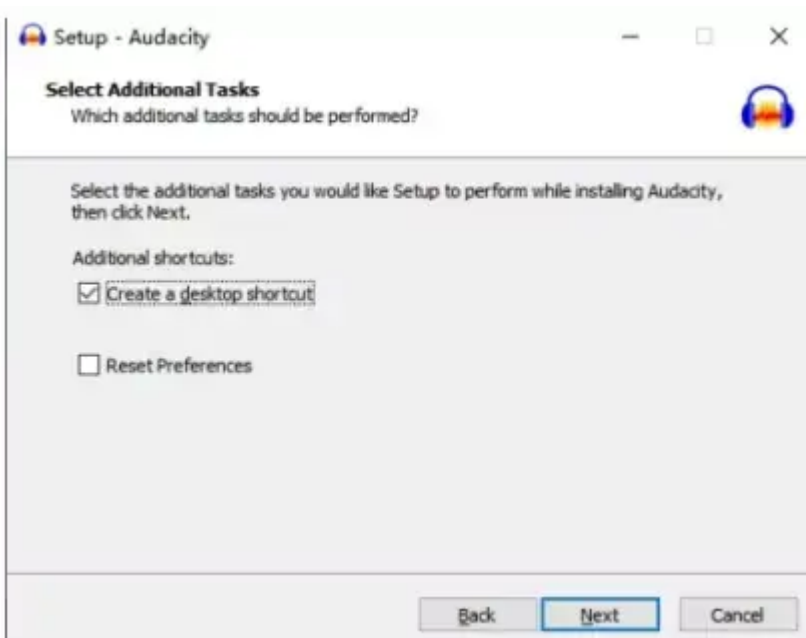 Setup - Audacity
Select Additional Tasks
Which additional tasks should be performed?
Select the additional tasks you would like Setup to perform while installing Audacity,
then click Next.
Additional shortcuts:
Create a desktop shortcut
Reset Preferences
Back Next Cancel